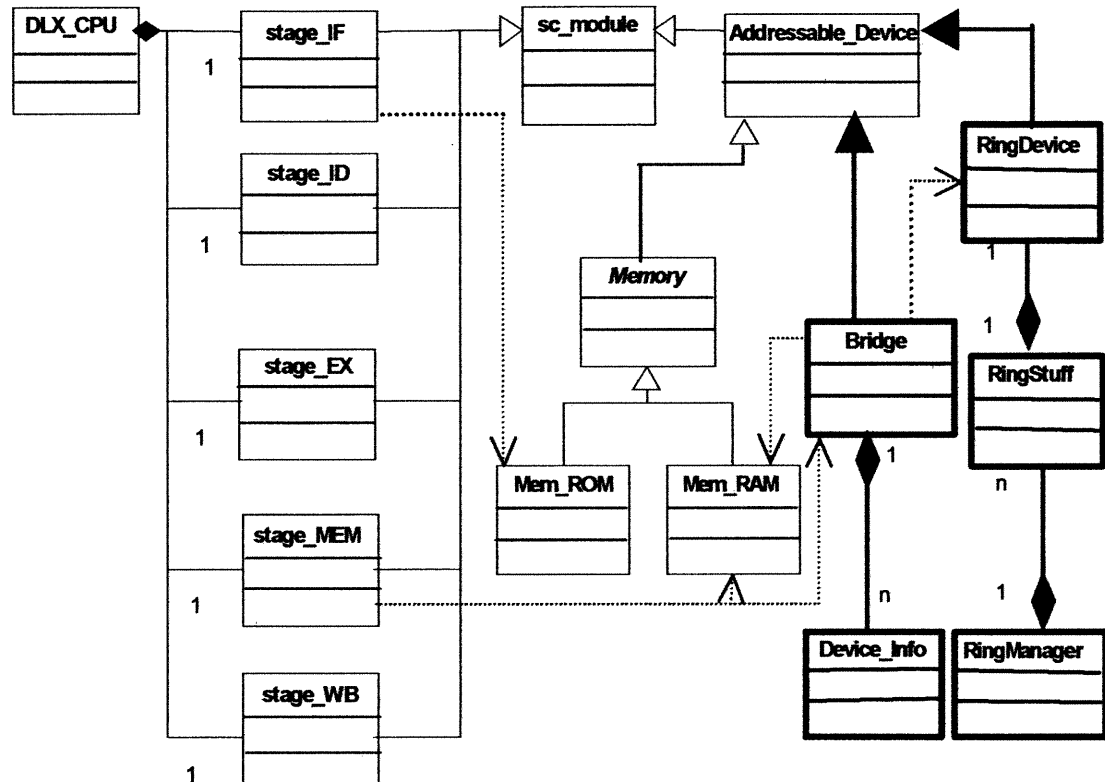 DLX_CPU
stage_IF
sc_module
Addressable_Device
1
RingDevice
stage_ID
1
1
Memory
1
Bridge
stage_EX
RingStuff
1
1
Mem_ROM
Mem_RAM
n
stage_MEM
1
n
1
Device_Info
RingManager
stage_WB
1